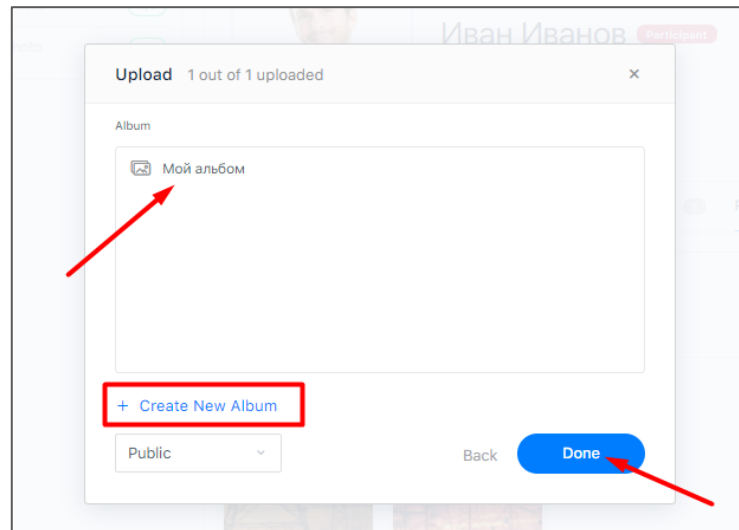 Иван Иванов Participant
Upload 1 out of 1 uploaded ×
Album
Мой альбом
+ Create New Album
Public
Back
Done